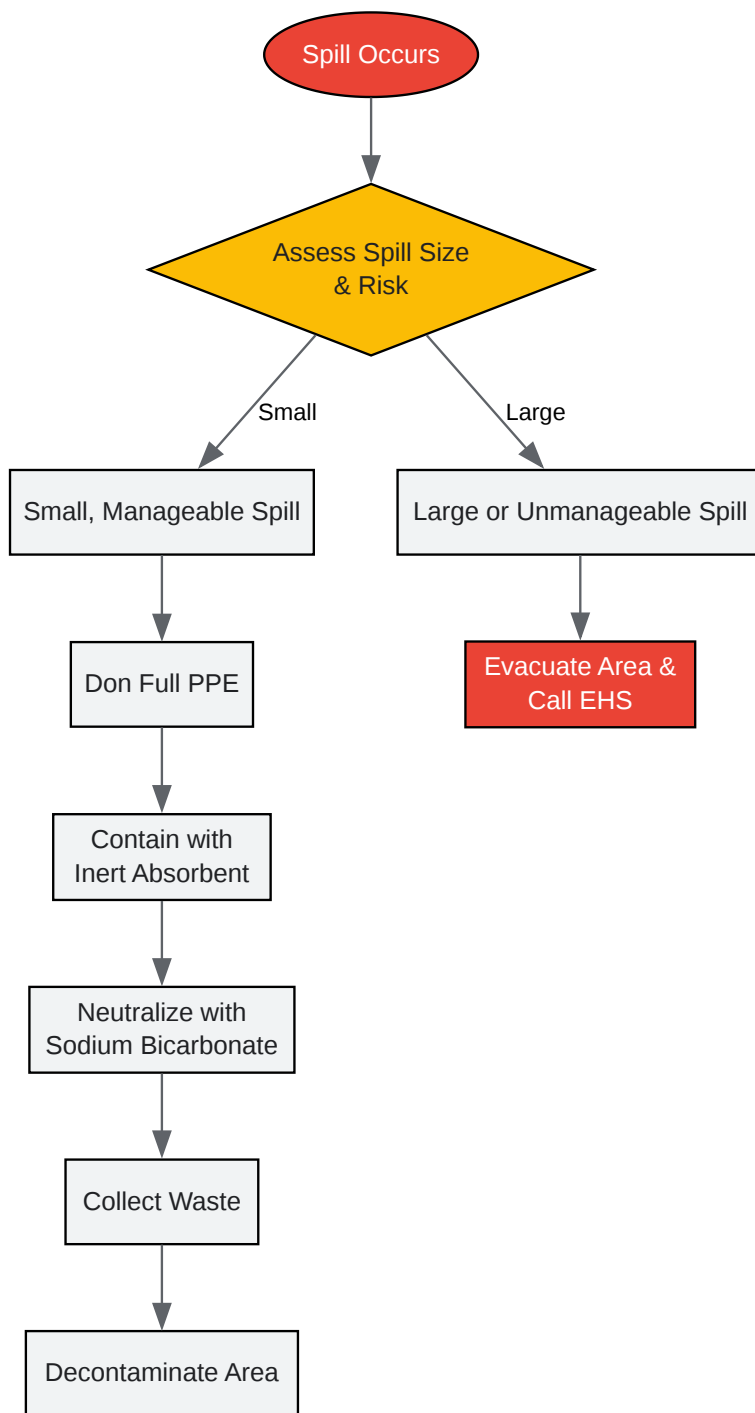 Spill Occurs
Assess Spill Size
& Risk
Small
Large
Small, Manageable Spill
Large or Unmanageable Spill
Don Full PPE
Evacuate Area &
Call EHS
Contain with
Inert Absorbent
Neutralize with
Sodium Bicarbonate
Collect Waste
Decontaminate Area